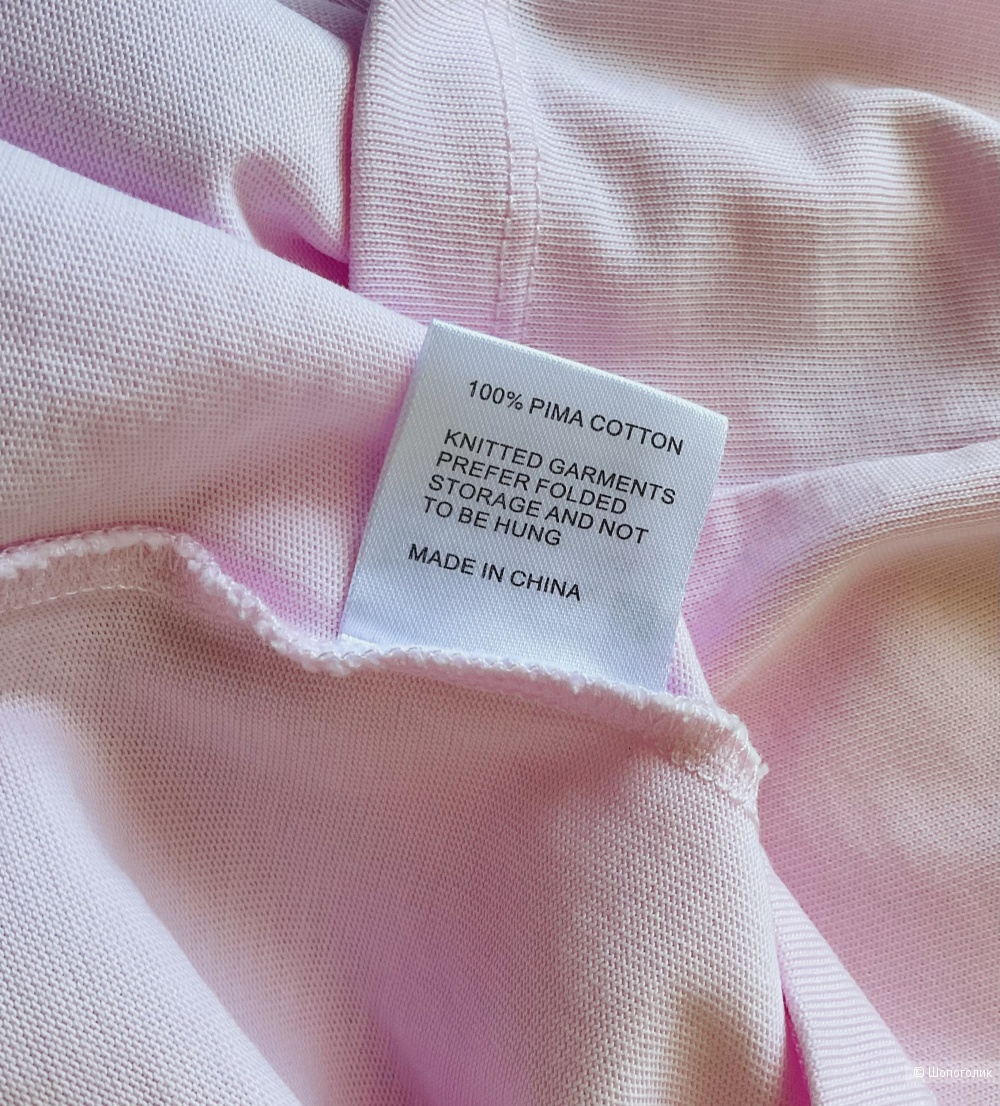 100% PIMA COTTON
KNITTED GARMENTS
PREFER FOLDED
STORAGE AND NOT
TO BE HUNG
MADE IN CHINA
© Шопоголик